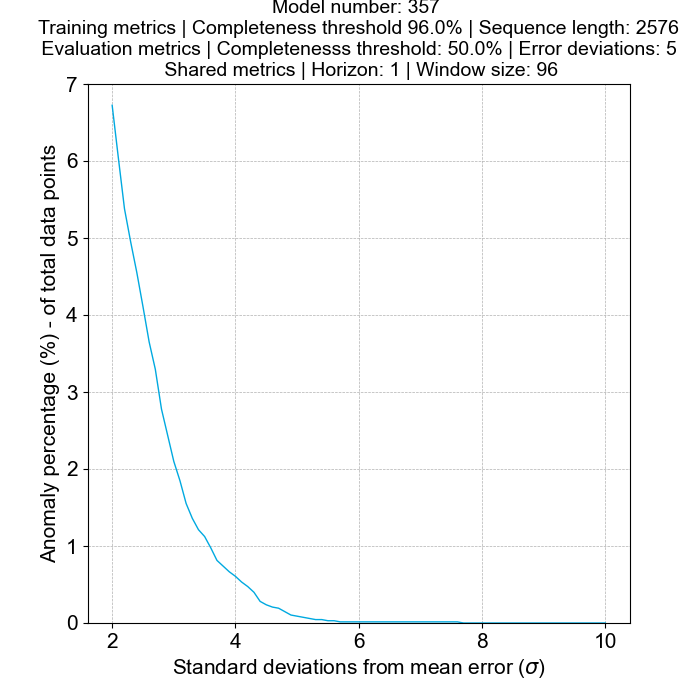 Model number: 357
Training metrics | Completeness threshold 96.0% | Sequence length: 2576
Evaluation metrics | Completenesss threshold: 50.0% | Error deviations: 5
Shared metrics | Horizon: 1 | Window size: 96
7
6
5
4
3
2
1
0
Anomaly percentage (%) - of total data points
2 4 6 8 10
Standard deviations from mean error (σ)